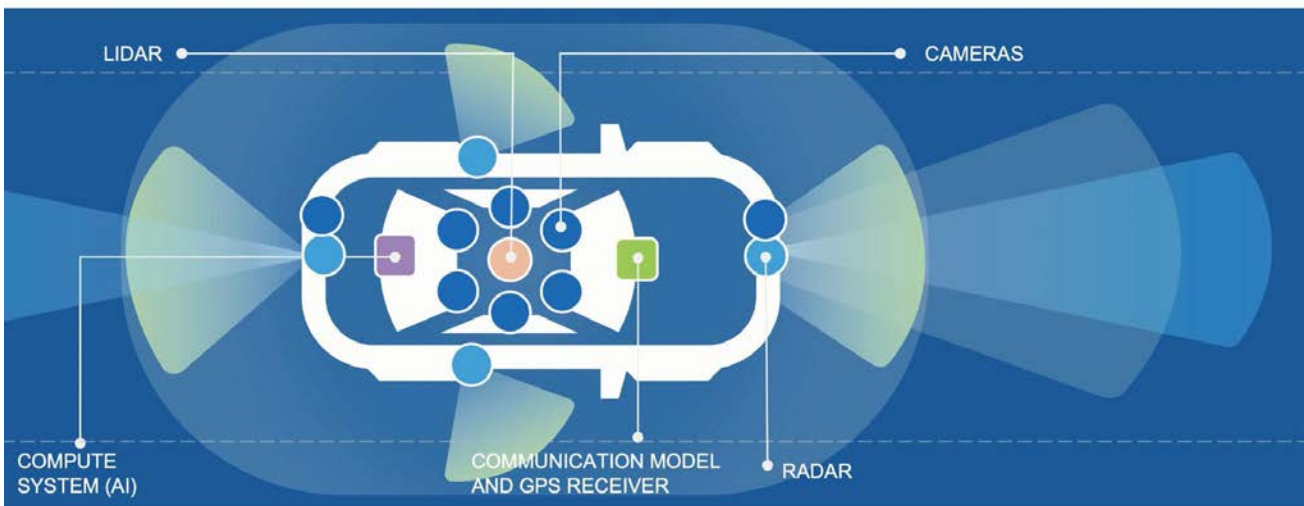 LIDAR
CAMERAS
COMPUTE
SYSTEM (AI)
COMMUNICATION MODEL
AND GPS RECEIVER
RADAR